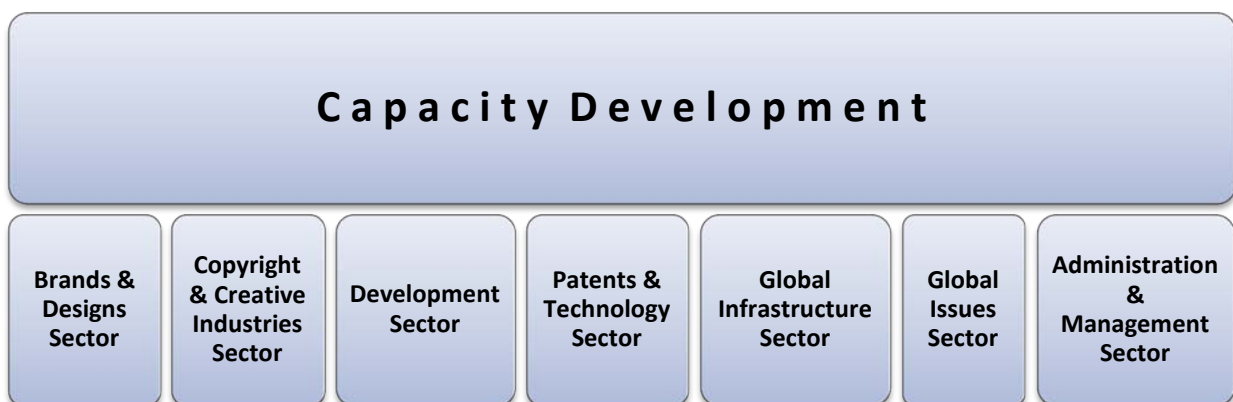 Capacity Development
Brands &
Designs
Sector
Copyright
& Creative
Industries
Sector
Development
Sector
Patents &
Technology
Sector
Global
Infrastructure
Sector
Global
Issues
Sector
Administration
&
Management
Sector